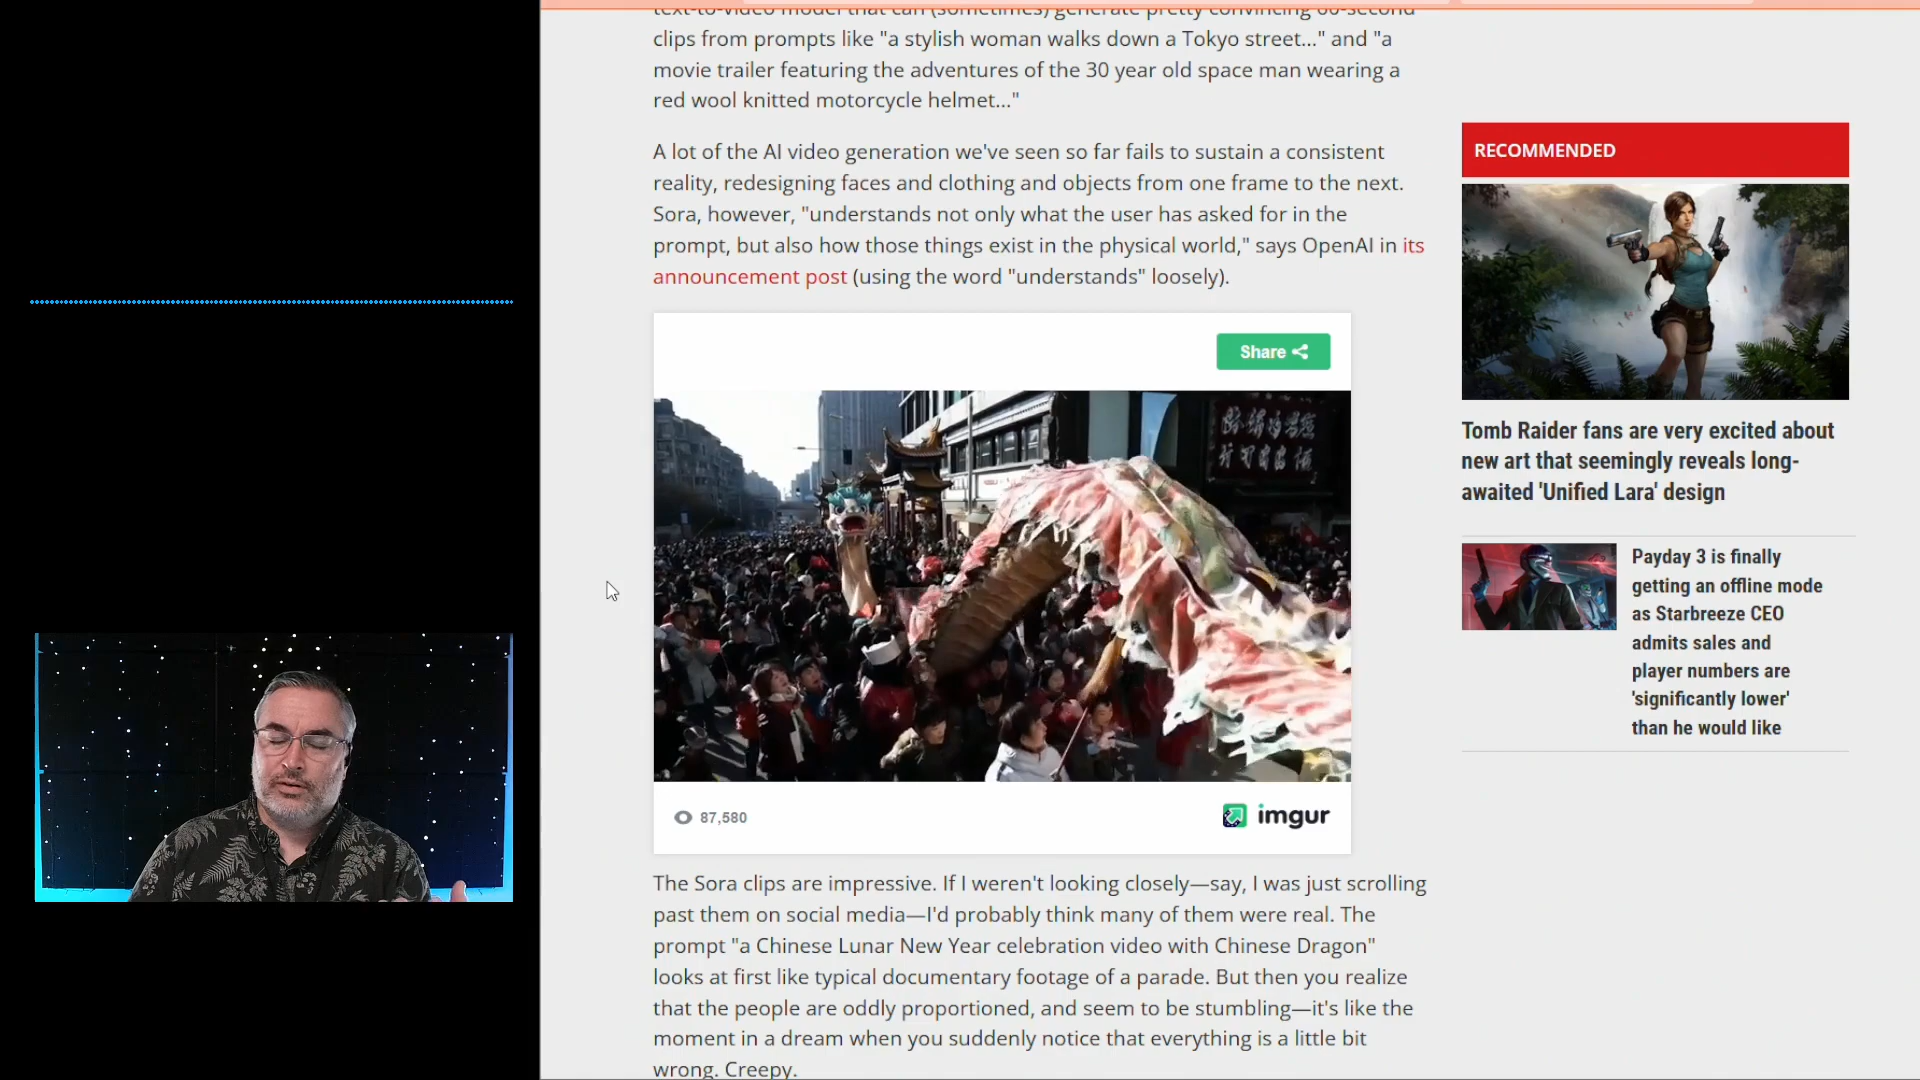 text-to-video model that can (sometimes) generate pretty convincing 60-second
clips from prompts like "a stylish woman walks down a Tokyo street..." and "a
movie trailer featuring the adventures of the 30 year old space man wearing a
red wool knitted motorcycle helmet..."
A lot of the AI video generation we've seen so far fails to sustain a consistent
reality, redesigning faces and clothing and objects from one frame to the next.
Sora, however, "understands not only what the user has asked for in the
prompt, but also how those things exist in the physical world," says OpenAI in its
announcement post (using the word "understands" loosely).
Share
87,580
imgur
The Sora clips are impressive. If I weren't looking closely—say, I was just scrolling
past them on social media—I'd probably think many of them were real. The
prompt "a Chinese Lunar New Year celebration video with Chinese Dragon"
looks at first like typical documentary footage of a parade. But then you realize
that the people are oddly proportioned, and seem to be stumbling—it's like the
moment in a dream when you suddenly notice that everything is a little bit
wrong. Creepy.
RECOMMENDED
Tomb Raider fans are very excited about
new art that seemingly reveals long-
awaited 'Unified Lara' design
Payday 3 is finally
getting an offline mode
as Starbreeze CEO
admits sales and
player numbers are
'significantly lower'
than he would like